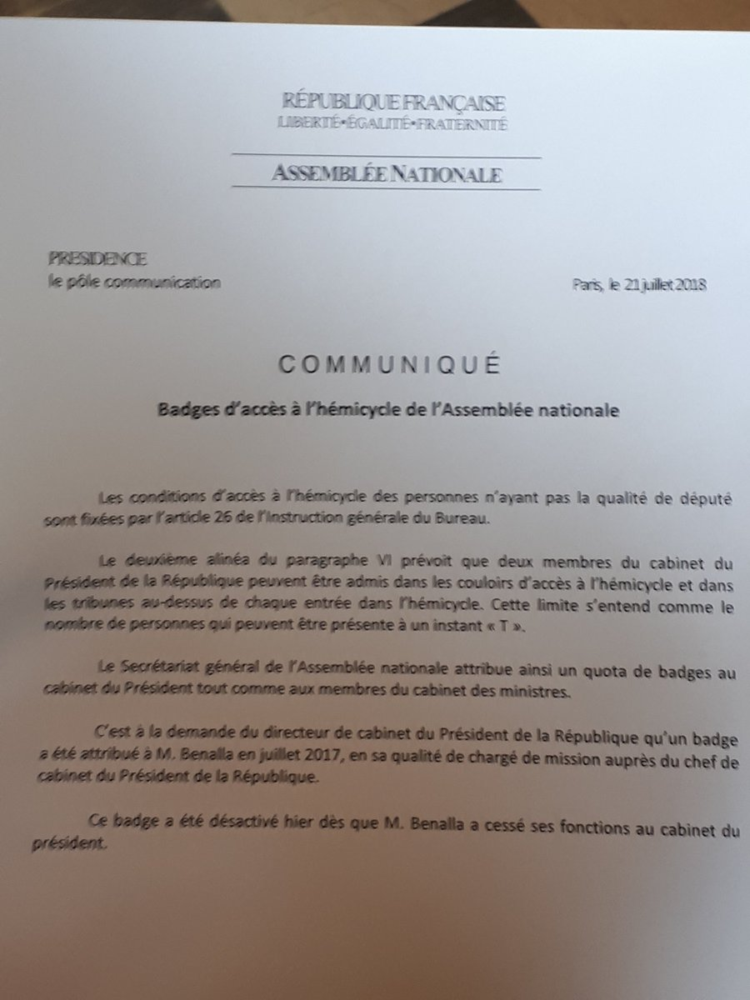 RÉPUBLIQUE FRANÇAISE
LIBERTÉ•ÉGALITÉ•FRATERNITÉ
ASSEMBLÉE NATIONALE
PRESIDENCE
le pôle communication
Paris, le 21 juillet 2018
COMMUNIQUÉ
Badges d'accès à l'hémicycle de l'Assemblée nationale
Les conditions d'accès à l'hémicycle des personnes n'ayant pas la qualité de député
sont fixées par l'article 26 de l'Instruction générale du Bureau.
Le deuxième alinéa du paragraphe VI prévoit que deux membres du cabinet du
Président de la République peuvent être admis dans les couloirs d'accès à l'hémicycle et dans
les tribunes au-dessus de chaque entrée dans l'hémicycle. Cette limite s'entend comme le
nombre de personnes qui peuvent être présente à un instant « T ».
Le Secrétariat général de l'Assemblée nationale attribue ainsi un quota de badges au
cabinet du Président tout comme aux membres du cabinet des ministres.
C'est à la demande du directeur de cabinet du Président de la République qu'un badge
a été attribué à M. Benalla en juillet 2017, en sa qualité de chargé de mission auprès du chef de
cabinet du Président de la République.
Ce badge a été désactivé hier dès que M. Benalla a cessé ses fonctions au cabinet du
président.